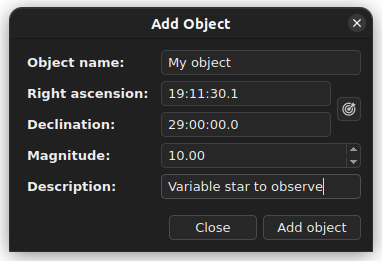 Add Object
Object name: My object
Right ascension: 19:11:30.1
Declination: 29:00:00.0
Magnitude: 10.00
Description: Variable star to observe
Close Add object